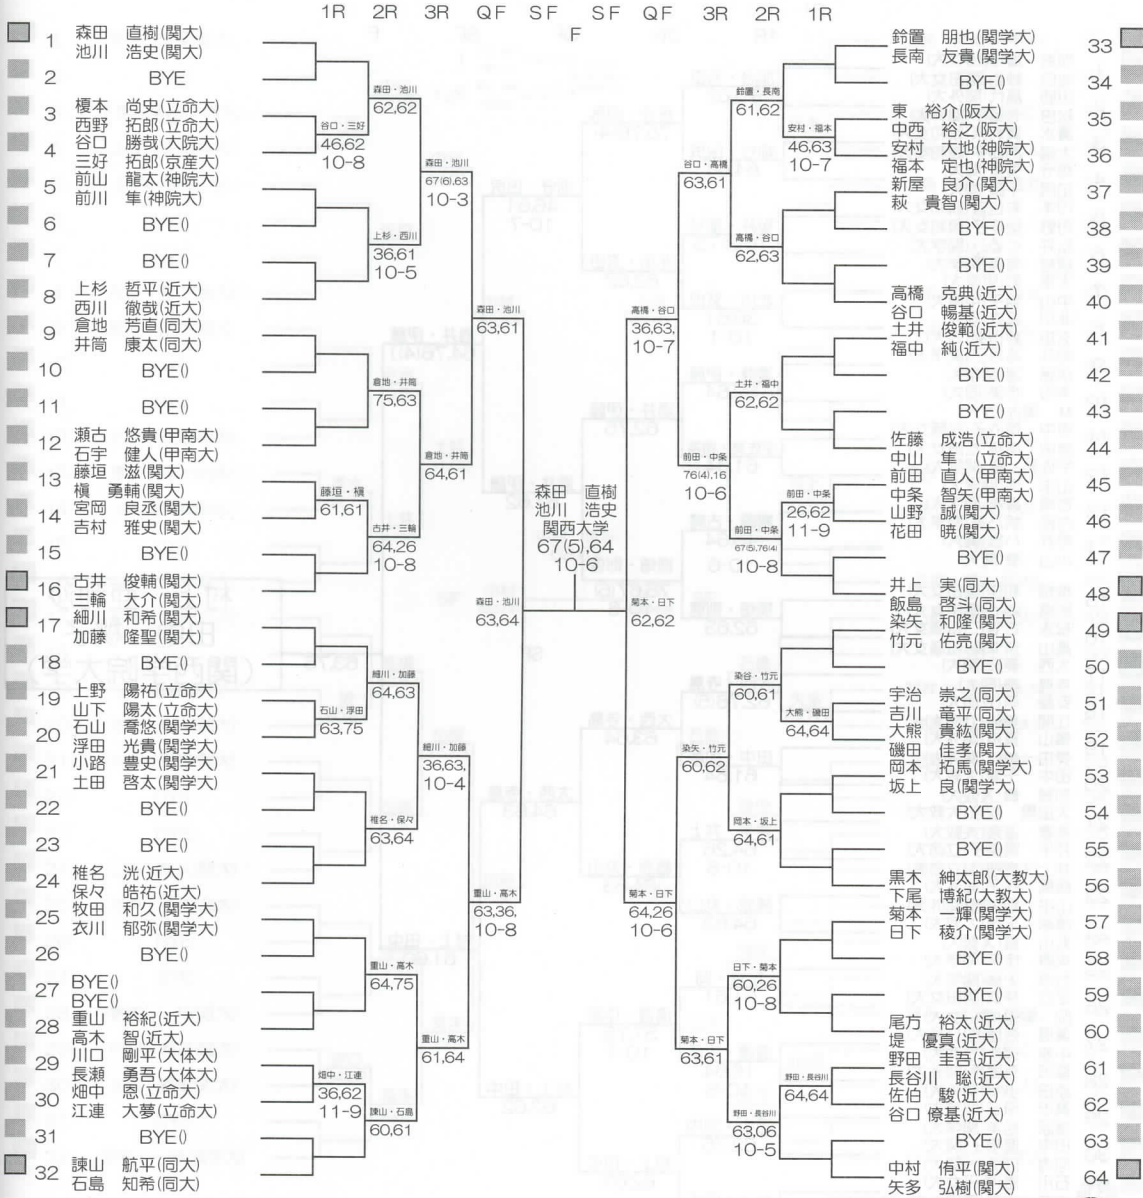 1R 2R 3R QF SF F SF QF 3R 2R 1R
1 森田 直樹(関大)
池川 浩史(関大)
2 BYE
3 榎本 尚史(立命大)
西野 拓郎(立命大)
4 谷口 勝哉(大院大)
三好 拓郎(京産大)
5 前山 龍太(神院大)
前川 隼(神院大)
6 BYE()
7 BYE()
8 上杉 哲平(近大)
西川 徹哉(近大)
9 倉地 芳直(同大)
井筒 康太(同大)
10 BYE()
11 BYE()
12 瀬古 悠貴(甲南大)
石宇 健人(甲南大)
13 藤垣 滋(関大)
槇 勇輔(関大)
14 宮岡 良丞(関大)
吉村 雅史(関大)
15 BYE()
16 古井 俊輔(関大)
三輪 大介(関大)
17 細川 和希(関大)
加藤 隆聖(関大)
18 BYE()
19 上野 陽祐(立命大)
山下 陽太(立命大)
20 石山 喬悠(関学大)
浮田 光貴(関学大)
21 小路 豊史(関学大)
土田 啓太(関学大)
22 BYE()
23 BYE()
24 椎名 洸(近大)
保々 皓祐(近大)
25 牧田 和久(関学大)
衣川 郁弥(関学大)
26 BYE()
27 BYE()
BYE()
28 重山 裕紀(近大)
高木 智(近大)
29 川口 剛平(大体大)
長瀬 勇吾(大体大)
30 畑中 恩(立命大)
江連 大夢(立命大)
31 BYE()
32 諫山 航平(同大)
石島 知希(同大)
谷口・三好
46,62
10-8
藤垣・槇
61,61
石山・浮田
63,75
畑中・江連
36,62
11-9
森田・池川
62,62
上杉・西川
36,61
10-5
倉地・井筒
75,63
古井・三輪
64,26
10-8
細川・加藤
64,63
椎名・保々
63,64
重山・高木
64,75
諫山・石島
60,61
森田・池川
67(6),63
10-3
倉地・井筒
64,61
細川・加藤
36,63,
10-4
重山・高木
61,64
森田・池川
63,61
重山・高木
63,36,
10-8
森田・池川
63,64
森田 直樹
池川 浩史
関西大学
67(5),64
10-6
菊本・日下
62,62
高橋・谷口
36,63,
10-7
菊本・日下
64,26
10-6
谷口・高橋
63,61
前田・中条
76(4),16
10-6
染矢・竹元
60,62
菊本・日下
63,61
鈴置・長南
61,62
高橋・谷口
62,63
土井・福中
62,62
前田・中条
67(5),76(4)
10-8
染谷・竹元
60,61
岡本・坂上
64,61
日下・菊本
60,26
10-8
野田・長谷川
63,06
10-5
安村・福本
46,63
10-7
前田・中条
26,62
11-9
大熊・磯田
64,64
野田・長谷川
64,64
鈴置 朋也(関学大) 33
長南 友貴(関学大)
BYE() 34
東 裕介(阪大) 35
中西 裕之(阪大)
安村 大地(神院大) 36
福本 定也(神院大)
新屋 良介(関大) 37
萩 貴智(関大)
BYE() 38
BYE() 39
高橋 克典(近大) 40
谷口 暢基(近大)
土井 俊範(近大) 41
福中 純(近大)
BYE() 42
BYE() 43
佐藤 成浩(立命大) 44
中山 隼(立命大)
前田 直人(甲南大) 45
中条 智矢(甲南大)
山野 誠(関大) 46
花田 暁(関大)
BYE() 47
井上 実(同大) 48
飯島 啓斗(同大)
染矢 和隆(関大) 49
竹元 佑亮(関大)
BYE() 50
宇治 崇之(同大) 51
吉川 竜平(同大)
大熊 貴紘(関大) 52
磯田 佳孝(関大)
岡本 拓馬(関学大) 53
坂上 良(関学大)
BYE() 54
BYE() 55
黒木 紳太郎(大教大) 56
下尾 博紀(大教大)
菊本 一輝(関学大) 57
日下 稜介(関学大)
BYE() 58
BYE() 59
尾方 裕太(近大) 60
堤 優真(近大)
野田 圭吾(近大) 61
長谷川 聡(近大)
佐伯 駿(近大) 62
谷口 僚基(近大)
BYE() 63
中村 侑平(関大) 64
矢多 弘樹(関大)